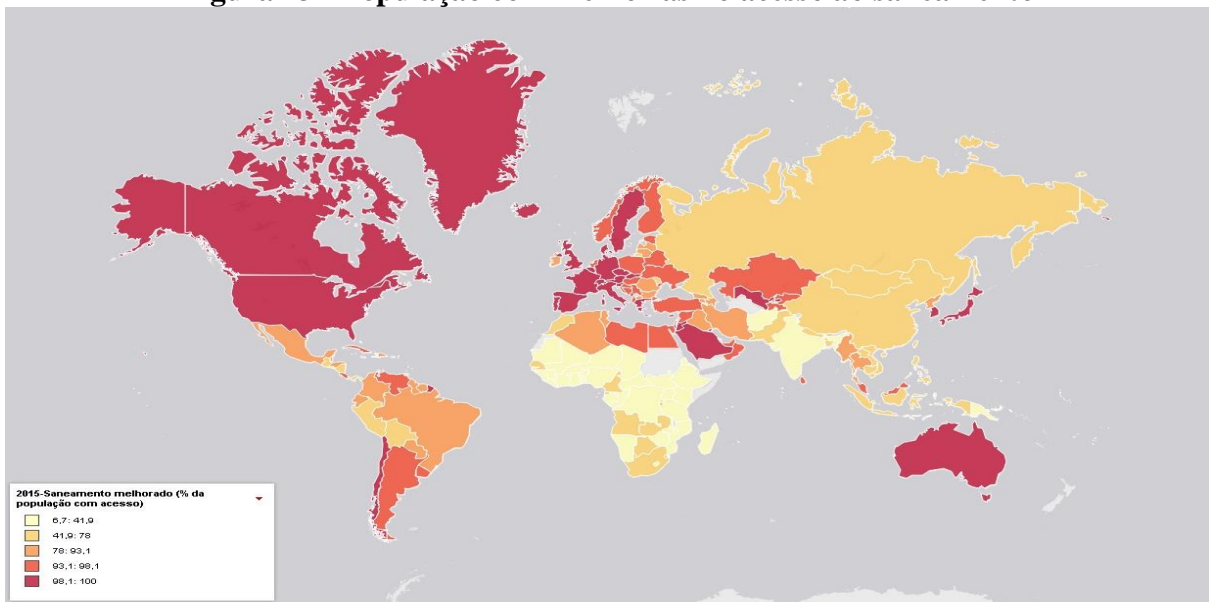 2015-Saneamento melhorado (% da
população com acesso)
6,7: 41,9
41,9: 78
78: 93,1
93,1: 98,1
98,1: 100